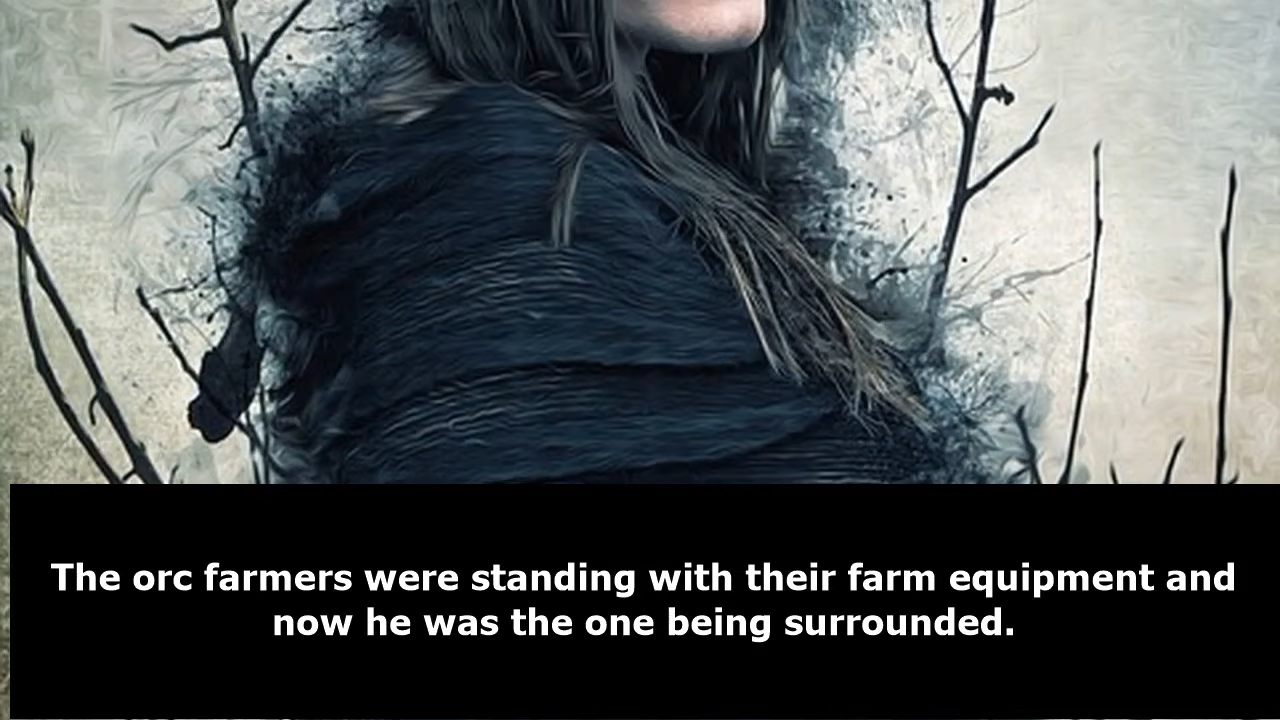 The orc farmers were standing with their farm equipment and
now he was the one being surrounded.